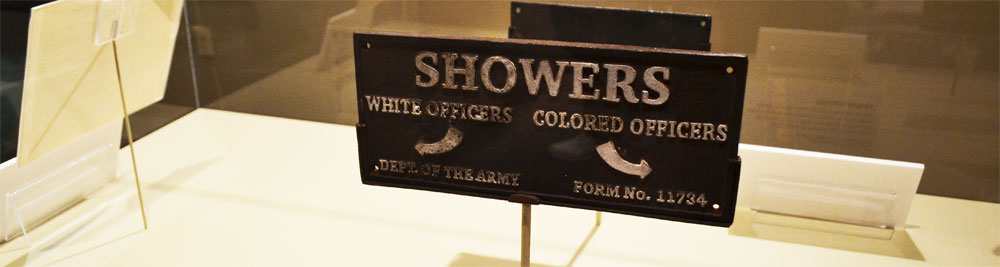 SHOWERS
WHITE OFFICERS COLORED OFFICERS
DEPT. OF THE ARMY FORM No. 11734